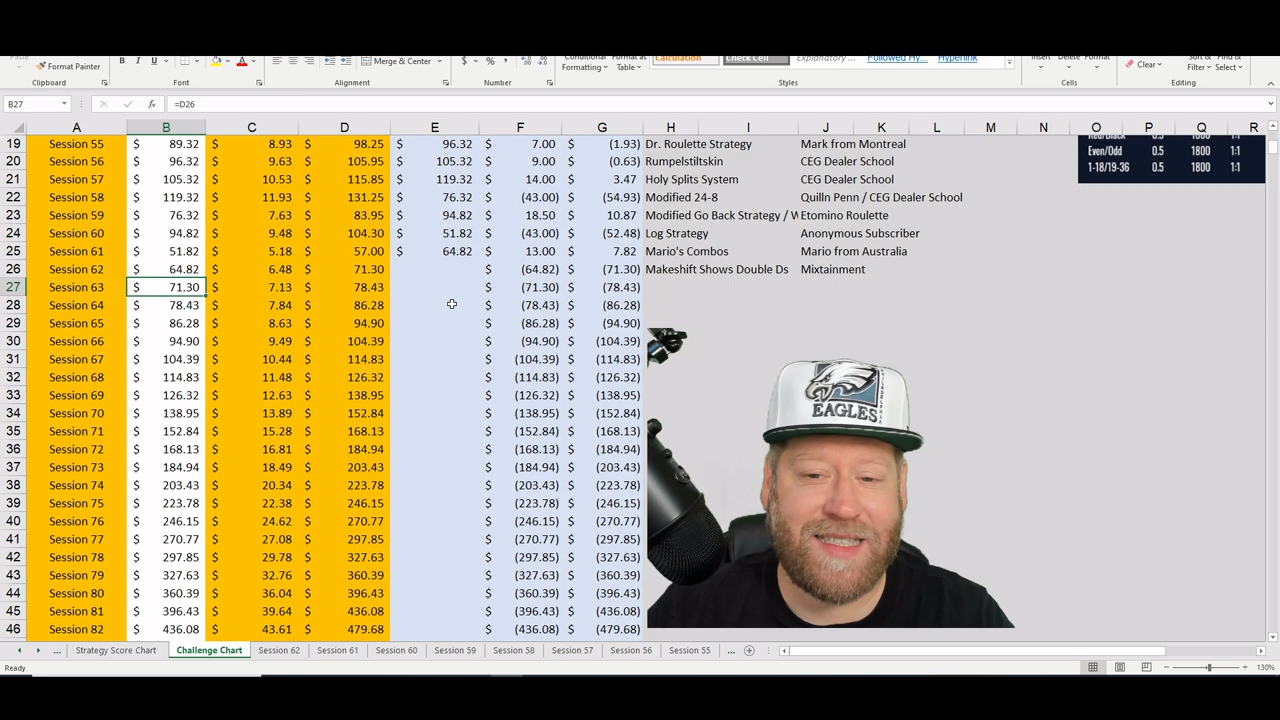 Format Painter B I U A Merge & Center $ % Conditional Formatting Format as Table Calculation Check Cell Explanatory ... Followed Hy... Hyperlink Insert Delete Format Clear Sort & Filter Find & Select
Clipboard Font Alignment Number Styles Cells Editing
B27 fx =D26
A B C D E F G H I J K L M N O P Q R
19 Session 55 $ 89.32 $ 8.93 $ 98.25 $ 96.32 $ 7.00 $ (1.93) Dr. Roulette Strategy Mark from Montreal Red/Black 0.5 1800 1:1
20 Session 56 $ 96.32 $ 9.63 $ 105.95 $ 105.32 $ 9.00 $ (0.63) Rumpelstiltskin CEG Dealer School Even/Odd 0.5 1800 1:1
21 Session 57 $ 105.32 $ 10.53 $ 115.85 $ 119.32 $ 14.00 $ 3.47 Holy Splits System CEG Dealer School 1-18/19-36 0.5 1800 1:1
22 Session 58 $ 119.32 $ 11.93 $ 131.25 $ 76.32 $ (43.00) $ (54.93) Modified 24-8 Quilln Penn / CEG Dealer School
23 Session 59 $ 76.32 $ 7.63 $ 83.95 $ 94.82 $ 18.50 $ 10.87 Modified Go Back Strategy / W Etomino Roulette
24 Session 60 $ 94.82 $ 9.48 $ 104.30 $ 51.82 $ (43.00) $ (52.48) Log Strategy Anonymous Subscriber
25 Session 61 $ 51.82 $ 5.18 $ 57.00 $ 64.82 $ 13.00 $ 7.82 Mario's Combos Mario from Australia
26 Session 62 $ 64.82 $ 6.48 $ 71.30 $ (64.82) $ (71.30) Makeshift Shows Double Ds Mixtainment
27 Session 63 $ 71.30 $ 7.13 $ 78.43 $ (71.30) $ (78.43)
28 Session 64 $ 78.43 $ 7.84 $ 86.28 $ (78.43) $ (86.28)
29 Session 65 $ 86.28 $ 8.63 $ 94.90 $ (86.28) $ (94.90)
30 Session 66 $ 94.90 $ 9.49 $ 104.39 $ (94.90) $ (104.39)
31 Session 67 $ 104.39 $ 10.44 $ 114.83 $ (104.39) $ (114.83)
32 Session 68 $ 114.83 $ 11.48 $ 126.32 $ (114.83) $ (126.32)
33 Session 69 $ 126.32 $ 12.63 $ 138.95 $ (126.32) $ (138.95)
34 Session 70 $ 138.95 $ 13.89 $ 152.84 $ (138.95) $ (152.84)
35 Session 71 $ 152.84 $ 15.28 $ 168.13 $ (152.84) $ (168.13)
36 Session 72 $ 168.13 $ 16.81 $ 184.94 $ (168.13) $ (184.94)
37 Session 73 $ 184.94 $ 18.49 $ 203.43 $ (184.94) $ (203.43)
38 Session 74 $ 203.43 $ 20.34 $ 223.78 $ (203.43) $ (223.78)
39 Session 75 $ 223.78 $ 22.38 $ 246.15 $ (223.78) $ (246.15)
40 Session 76 $ 246.15 $ 24.62 $ 270.77 $ (246.15) $ (270.77)
41 Session 77 $ 270.77 $ 27.08 $ 297.85 $ (270.77) $ (297.85)
42 Session 78 $ 297.85 $ 29.78 $ 327.63 $ (297.85) $ (327.63)
43 Session 79 $ 327.63 $ 32.76 $ 360.39 $ (327.63) $ (360.39)
44 Session 80 $ 360.39 $ 36.04 $ 396.43 $ (360.39) $ (396.43)
45 Session 81 $ 396.43 $ 39.64 $ 436.08 $ (396.43) $ (436.08)
46 Session 82 $ 436.08 $ 43.61 $ 479.68 $ (436.08) $ (479.68)
EAGLES
... Strategy Score Chart Challenge Chart Session 62 Session 61 Session 60 Session 59 Session 58 Session 57 Session 56 Session 55 ...
Ready 130%